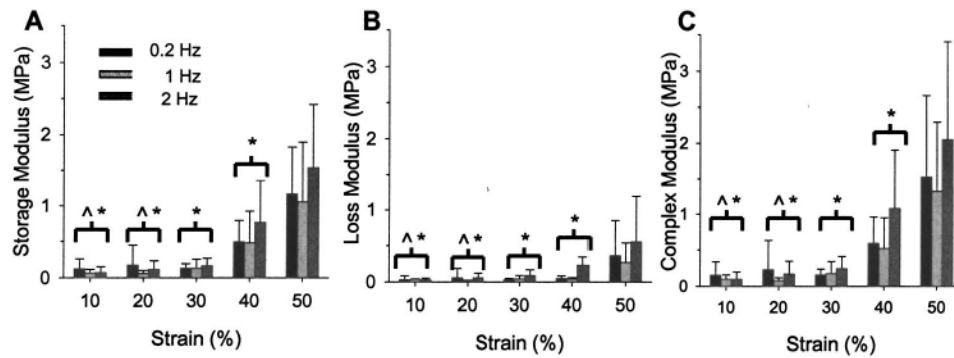 A
Storage Modulus (MPa)
3
2
1
0
0.2 Hz
1 Hz
2 Hz
^ *
^ *
*
*
10 20 30 40 50
Strain (%)
B
Loss Modulus (MPa)
3
2
1
0
^ *
^ *
*
*
10 20 30 40 50
Strain (%)
C
Complex Modulus (MPa)
3
2
1
0
^ *
^ *
*
*
10 20 30 40 50
Strain (%)